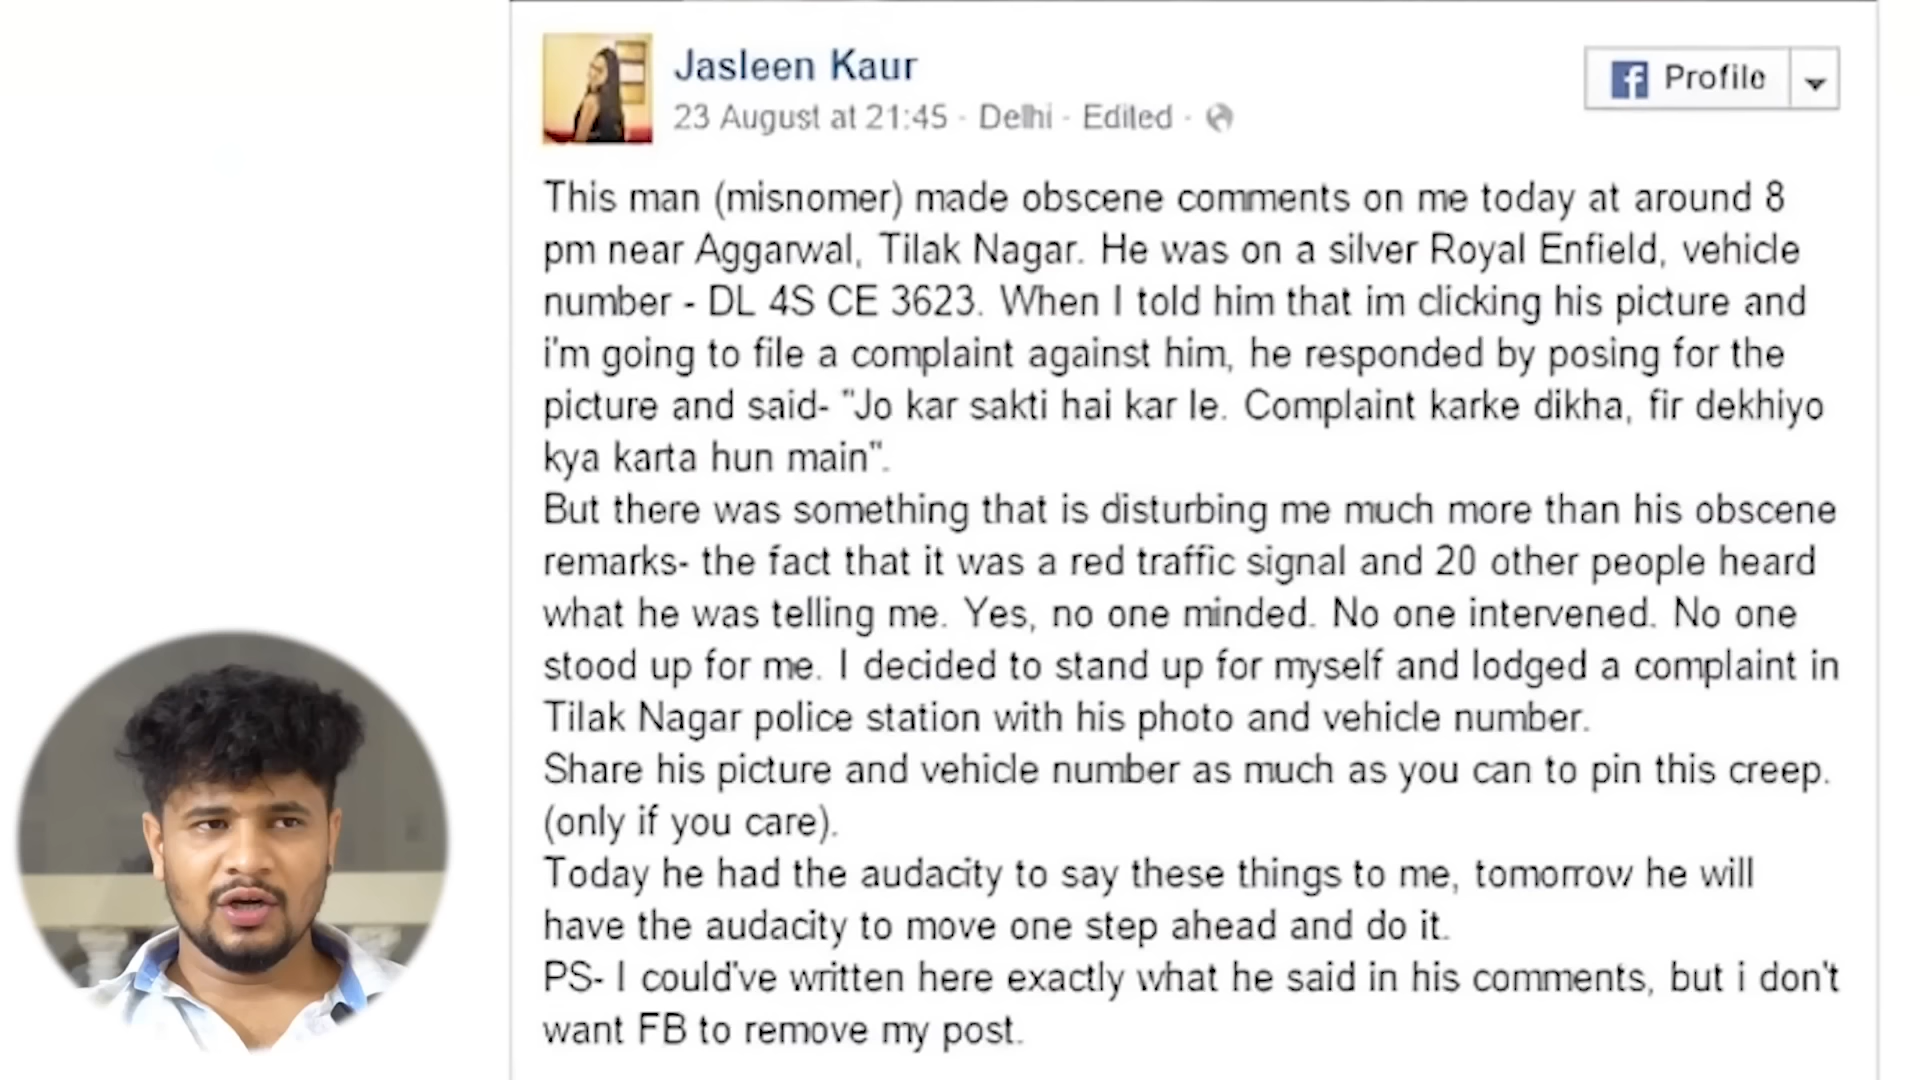 Jasleen Kaur
Profile
23 August at 21:45 · Delhi · Edited ·
This man (misnomer) made obscene comments on me today at around 8
pm near Aggarwal, Tilak Nagar. He was on a silver Royal Enfield, vehicle
number - DL 4S CE 3623. When I told him that im clicking his picture and
i'm going to file a complaint against him, he responded by posing for the
picture and said- "Jo kar sakti hai kar le. Complaint karke dikha, fir dekhiyo
kya karta hun main".
But there was something that is disturbing me much more than his obscene
remarks- the fact that it was a red traffic signal and 20 other people heard
what he was telling me. Yes, no one minded. No one intervened. No one
stood up for me. I decided to stand up for myself and lodged a complaint in
Tilak Nagar police station with his photo and vehicle number.
Share his picture and vehicle number as much as you can to pin this creep.
(only if you care).
Today he had the audacity to say these things to me, tomorrow he will
have the audacity to move one step ahead and do it.
PS- I could've written here exactly what he said in his comments, but i don't
want FB to remove my post.